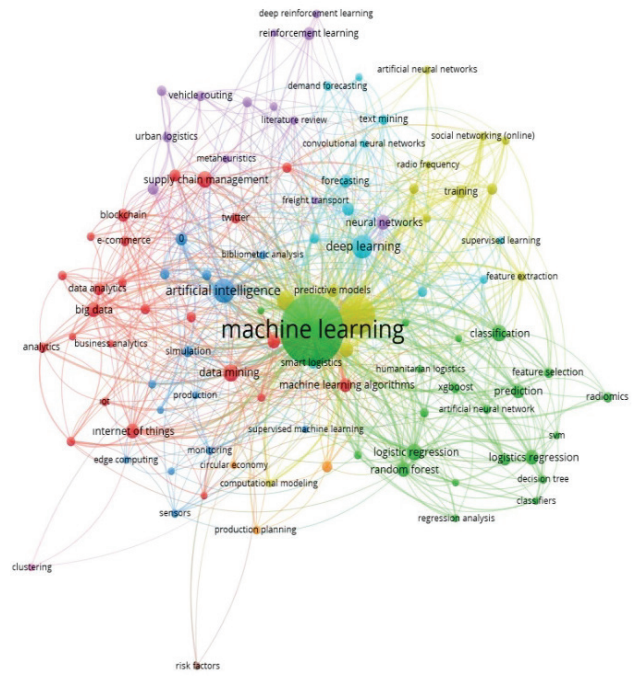 deep reinforcement learning
reinforcement learning
artificial neural networks
demand forecasting
vehicle routing
literature review
text mining
urban logistics
social networking (online)
convolutional neural networks
metaheuristics
radio frequency
supply chain management
forecasting
training
freight transport
blockchain
twitter
neural networks
e-commerce
deep learning
supervised learning
bibliometric analysis
feature extraction
data analytics
artificial intelligence
predictive models
big data
machine learning
classification
business analytics
analytics
simulation
smart logistics
data mining
humanitarian logistics
feature selection
machine learning algorithms
xgboost
prediction
radiomics
production
iot
artificial neural network
internet of things
supervised machine learning
svm
monitoring
logistic regression
edge computing
circular economy
random forest
logistics regression
computational modeling
decision tree
sensors
classifiers
production planning
regression analysis
clustering
risk factors